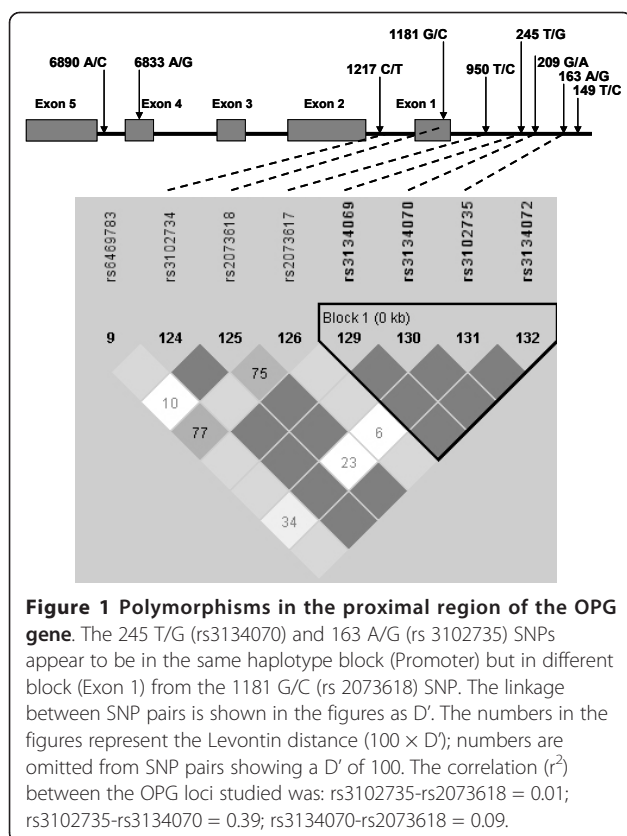 1181 G/C
245 T/G
6890 A/C
6833 A/G
1217 C/T
950 T/C
209 G/A
163 A/G
149 T/C
Exon 5
Exon 4
Exon 3
Exon 2
Exon 1
rs6469783
rs3102734
rs2073618
rs2073617
rs3134069
rs3134070
rs3102735
rs3134072
Block 1 (0 kb)
9 124 125 126 129 130 131 132
75
10
6
77
23
34
Figure 1 Polymorphisms in the proximal region of the OPG
gene. The 245 T/G (rs3134070) and 163 A/G (rs 3102735) SNPs
appear to be in the same haplotype block (Promoter) but in different
block (Exon 1) from the 1181 G/C (rs 2073618) SNP. The linkage
between SNP pairs is shown in the figures as D’. The numbers in the
figures represent the Levontin distance (100 × D’); numbers are
omitted from SNP pairs showing a D’ of 100. The correlation (r²)
between the OPG loci studied was: rs3102735-rs2073618 = 0.01;
rs3102735-rs3134070 = 0.39; rs3134070-rs2073618 = 0.09.